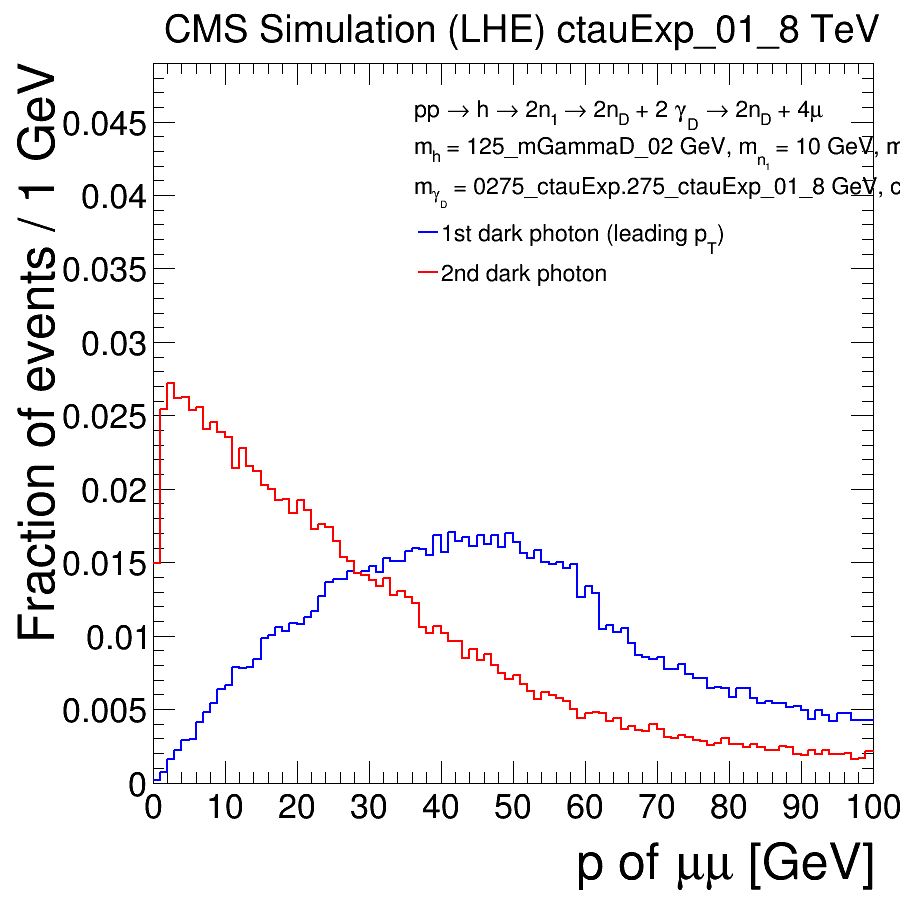 CMS Simulation (LHE) ctauExp_01_8 TeV
pp → h → 2n1 → 2nD + 2 γD → 2nD + 4μ
mh = 125_mGammaD_02 GeV, mn1 = 10 GeV, m
mγD = 0275_ctauExp.275_ctauExp_01_8 GeV, c
1st dark photon (leading pT)
2nd dark photon
Fraction of events / 1 GeV
0.045
0.04
0.035
0.03
0.025
0.02
0.015
0.01
0.005
0
0 10 20 30 40 50 60 70 80 90 100
p of μμ [GeV]